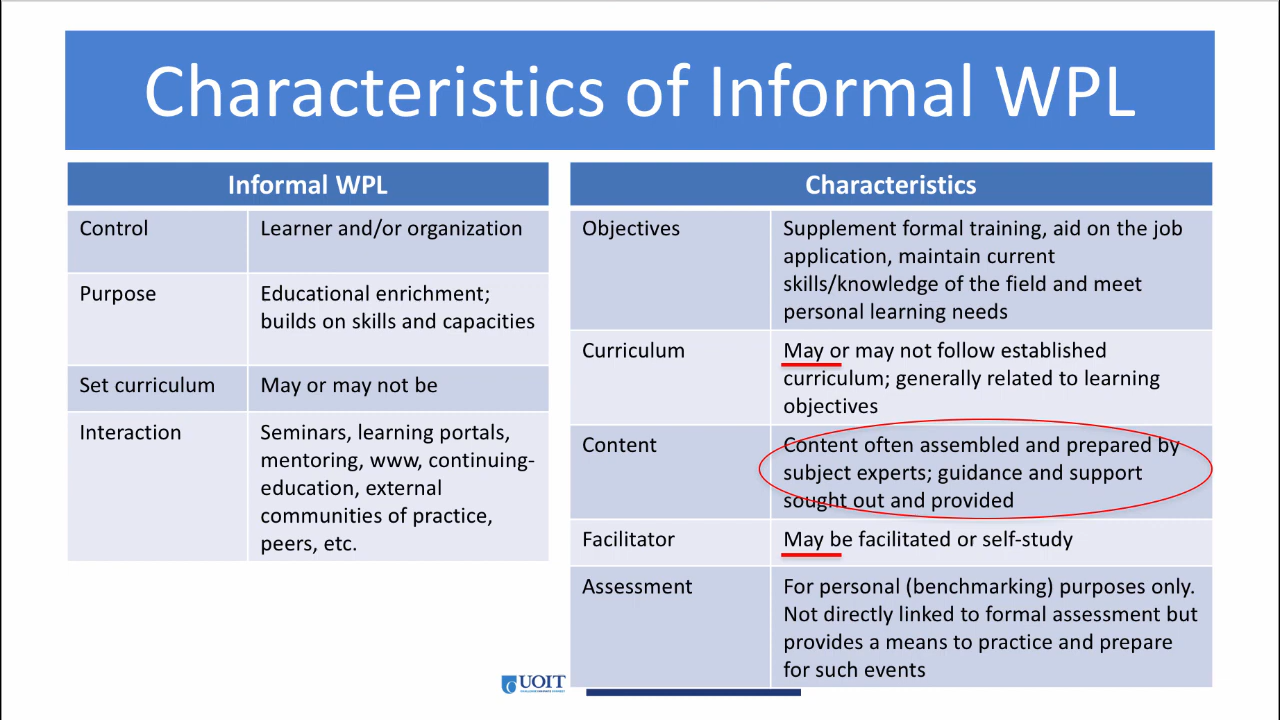 Characteristics of Informal WPL
Informal WPL
Control
Learner and/or organization
Purpose
Educational enrichment;
builds on skills and capacities
Set curriculum
May or may not be
Interaction
Seminars, learning portals,
mentoring, www, continuing-
education, external
communities of practice,
peers, etc.
Characteristics
Objectives
Supplement formal training, aid on the job
application, maintain current
skills/knowledge of the field and meet
personal learning needs
Curriculum
May or may not follow established
curriculum; generally related to learning
objectives
Content
Content often assembled and prepared by
subject experts; guidance and support
sought out and provided
Facilitator
May be facilitated or self-study
Assessment
For personal (benchmarking) purposes only.
Not directly linked to formal assessment but
provides a means to practice and prepare
for such events
UOIT